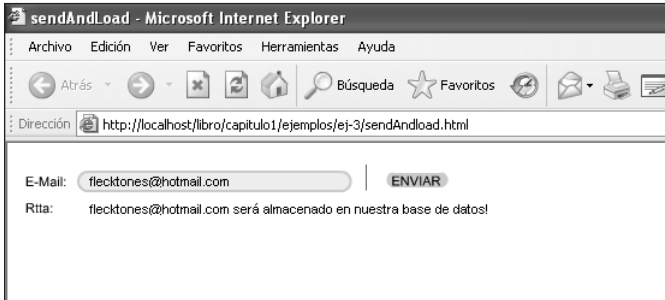 sendAndLoad - Microsoft Internet Explorer
Archivo Edición Ver Favoritos Herramientas Ayuda
Atrás Búsqueda Favoritos
Dirección http://localhost/libro/capitulo1/ejemplos/ej-3/sendAndload.html
E-Mail: flecktones@hotmail.com ENVIAR
Rtta: flecktones@hotmail.com será almacenado en nuestra base de datos!